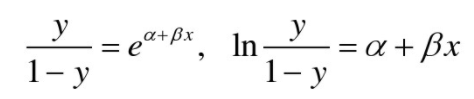 y/(1− y) = e^(α+βx) , ln y/(1− y) = α + βx